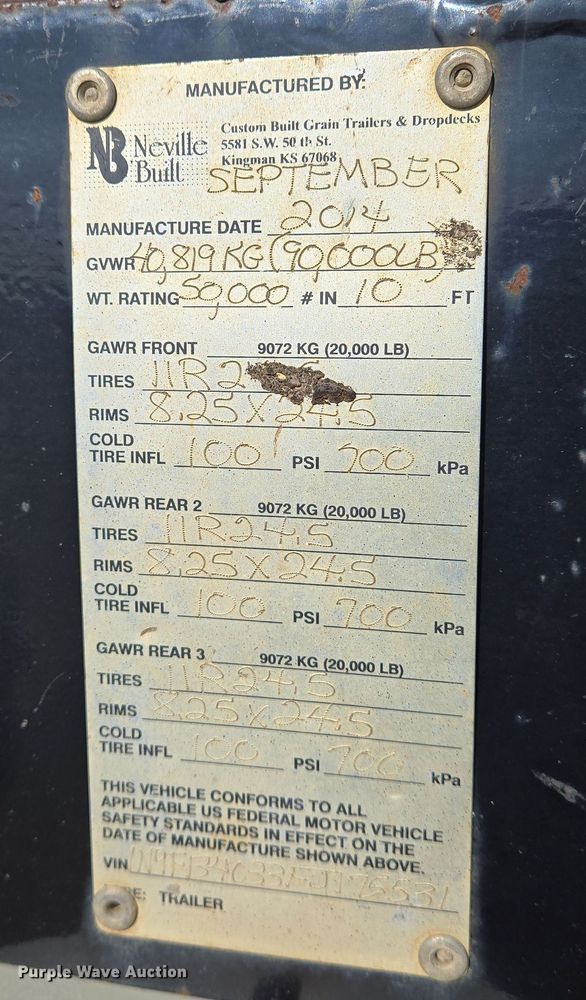 MANUFACTURED BY:
NB Neville Built
Custom Built Grain Trailers & Dropdecks
5581 S.W. 50 th St.
Kingman KS 67068
SEPTEMBER
MANUFACTURE DATE 2014
GVWR 40,819 KG (90,000 LB)
WT. RATING 50,000 # IN 10 FT
GAWR FRONT 9072 KG (20,000 LB)
TIRES 11R2
RIMS 8.25 X 24.5
COLD
TIRE INFL 100 PSI 700 kPa
GAWR REAR 2 9072 KG (20,000 LB)
TIRES 11R24.5
RIMS 8.25 X 24.5
COLD
TIRE INFL 100 PSI 700 kPa
GAWR REAR 3 9072 KG (20,000 LB)
TIRES 11R24.5
RIMS 8.25 X 24.5
COLD
TIRE INFL 100 PSI 700 kPa
THIS VEHICLE CONFORMS TO ALL
APPLICABLE US FEDERAL MOTOR VEHICLE
SAFETY STANDARDS IN EFFECT ON THE
DATE OF MANUFACTURE SHOWN ABOVE.
VIN
TRAILER
Purple Wave Auction